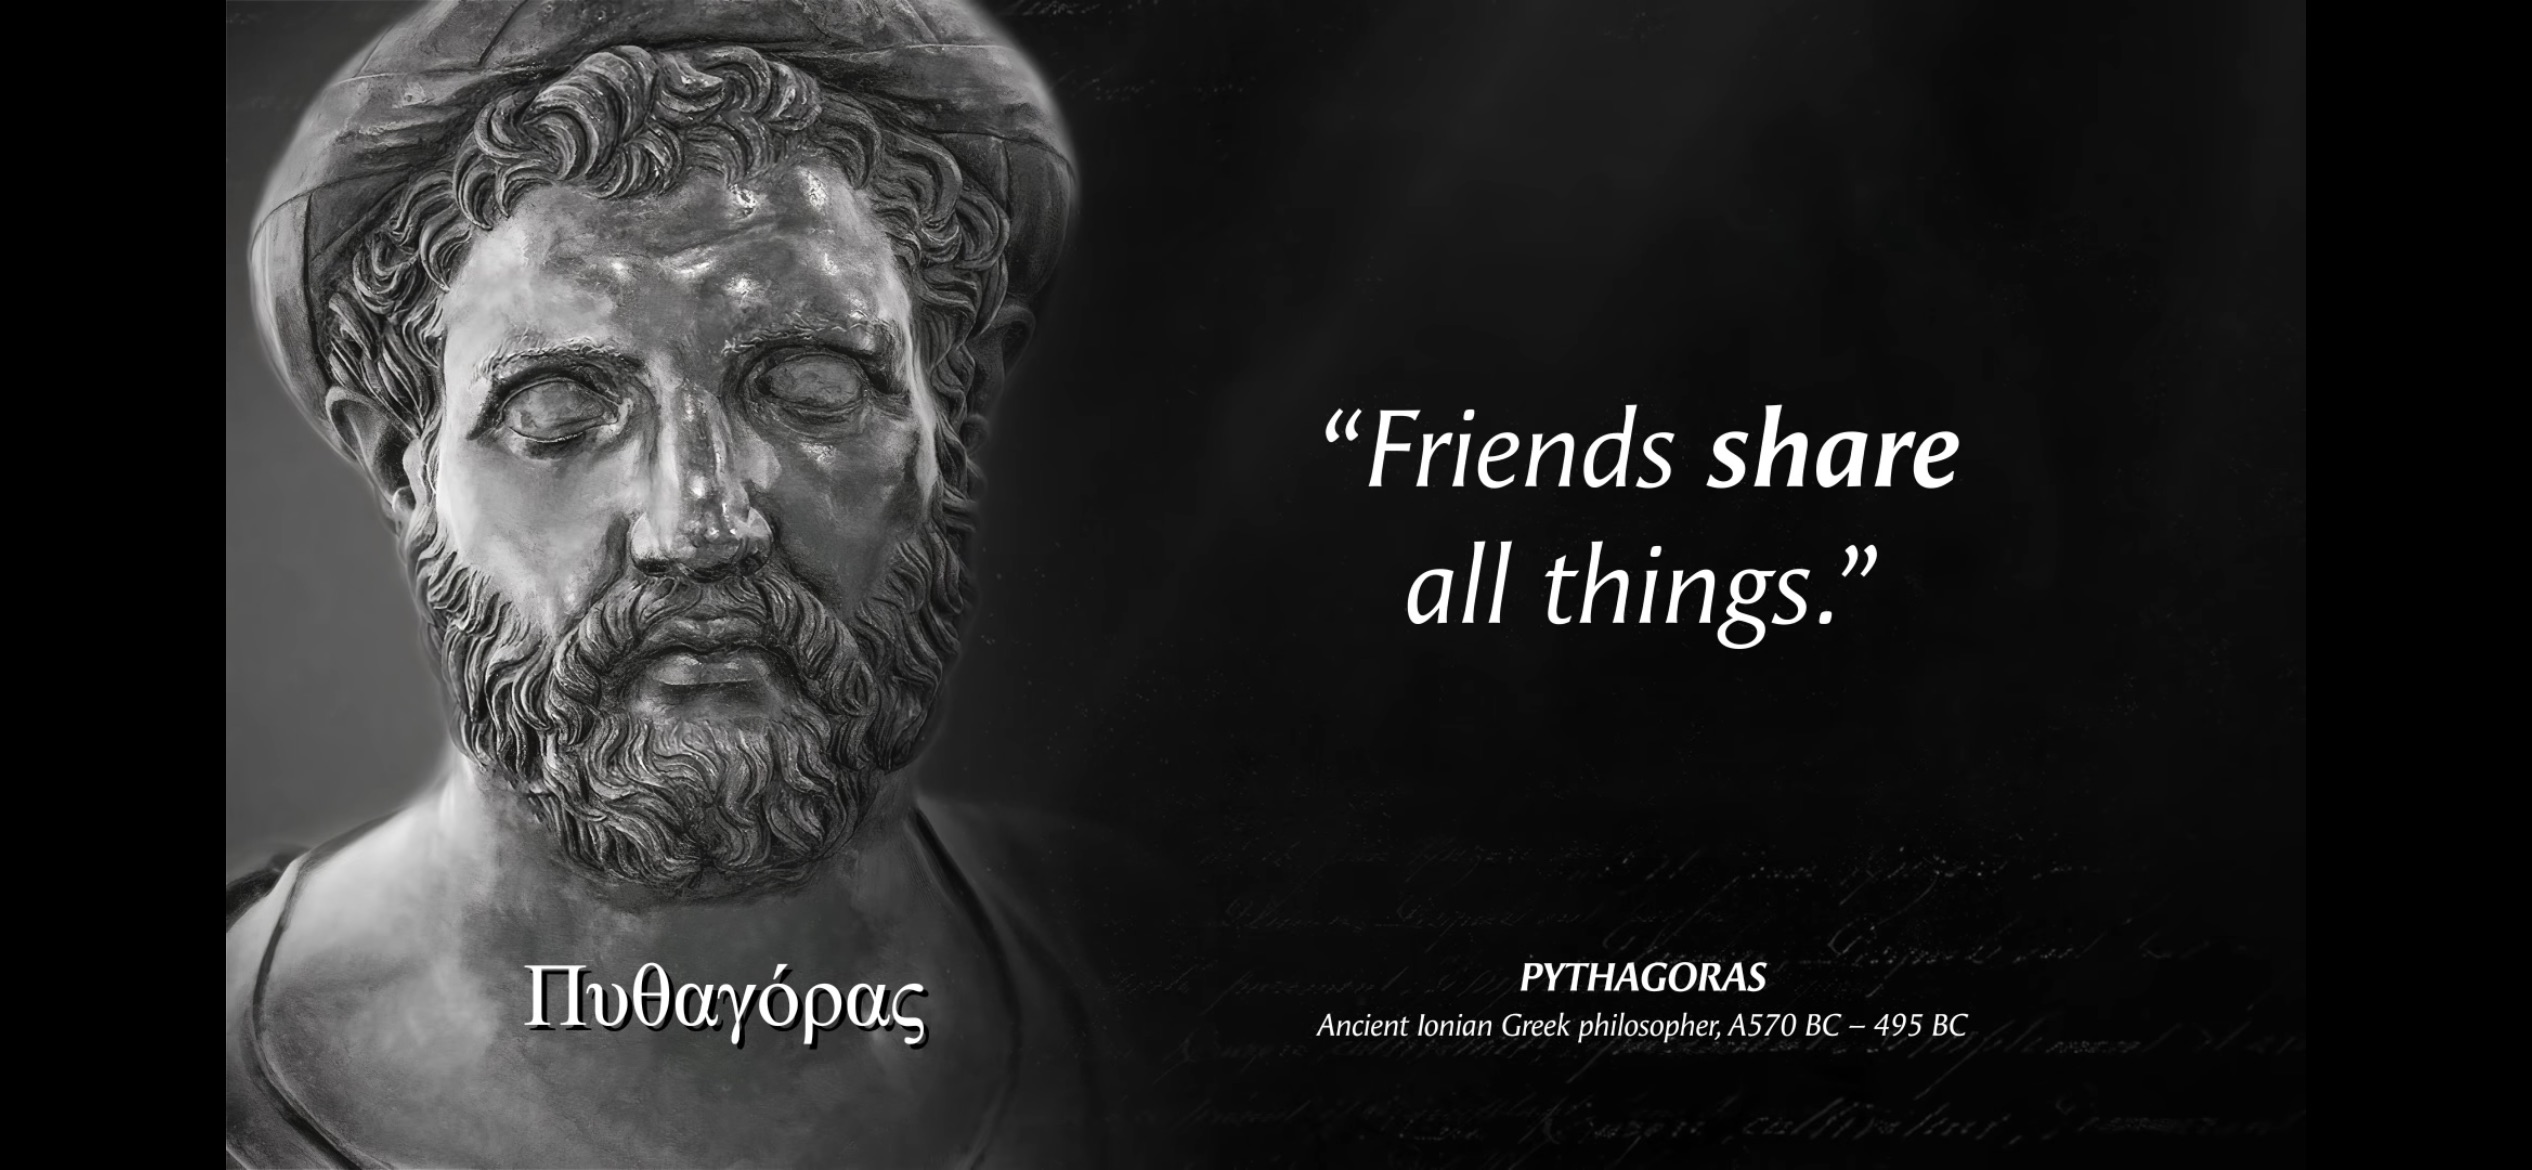 “Friends share
all things.”
Πυθαγόρας
PYTHAGORAS
Ancient Ionian Greek philosopher, A570 BC – 495 BC